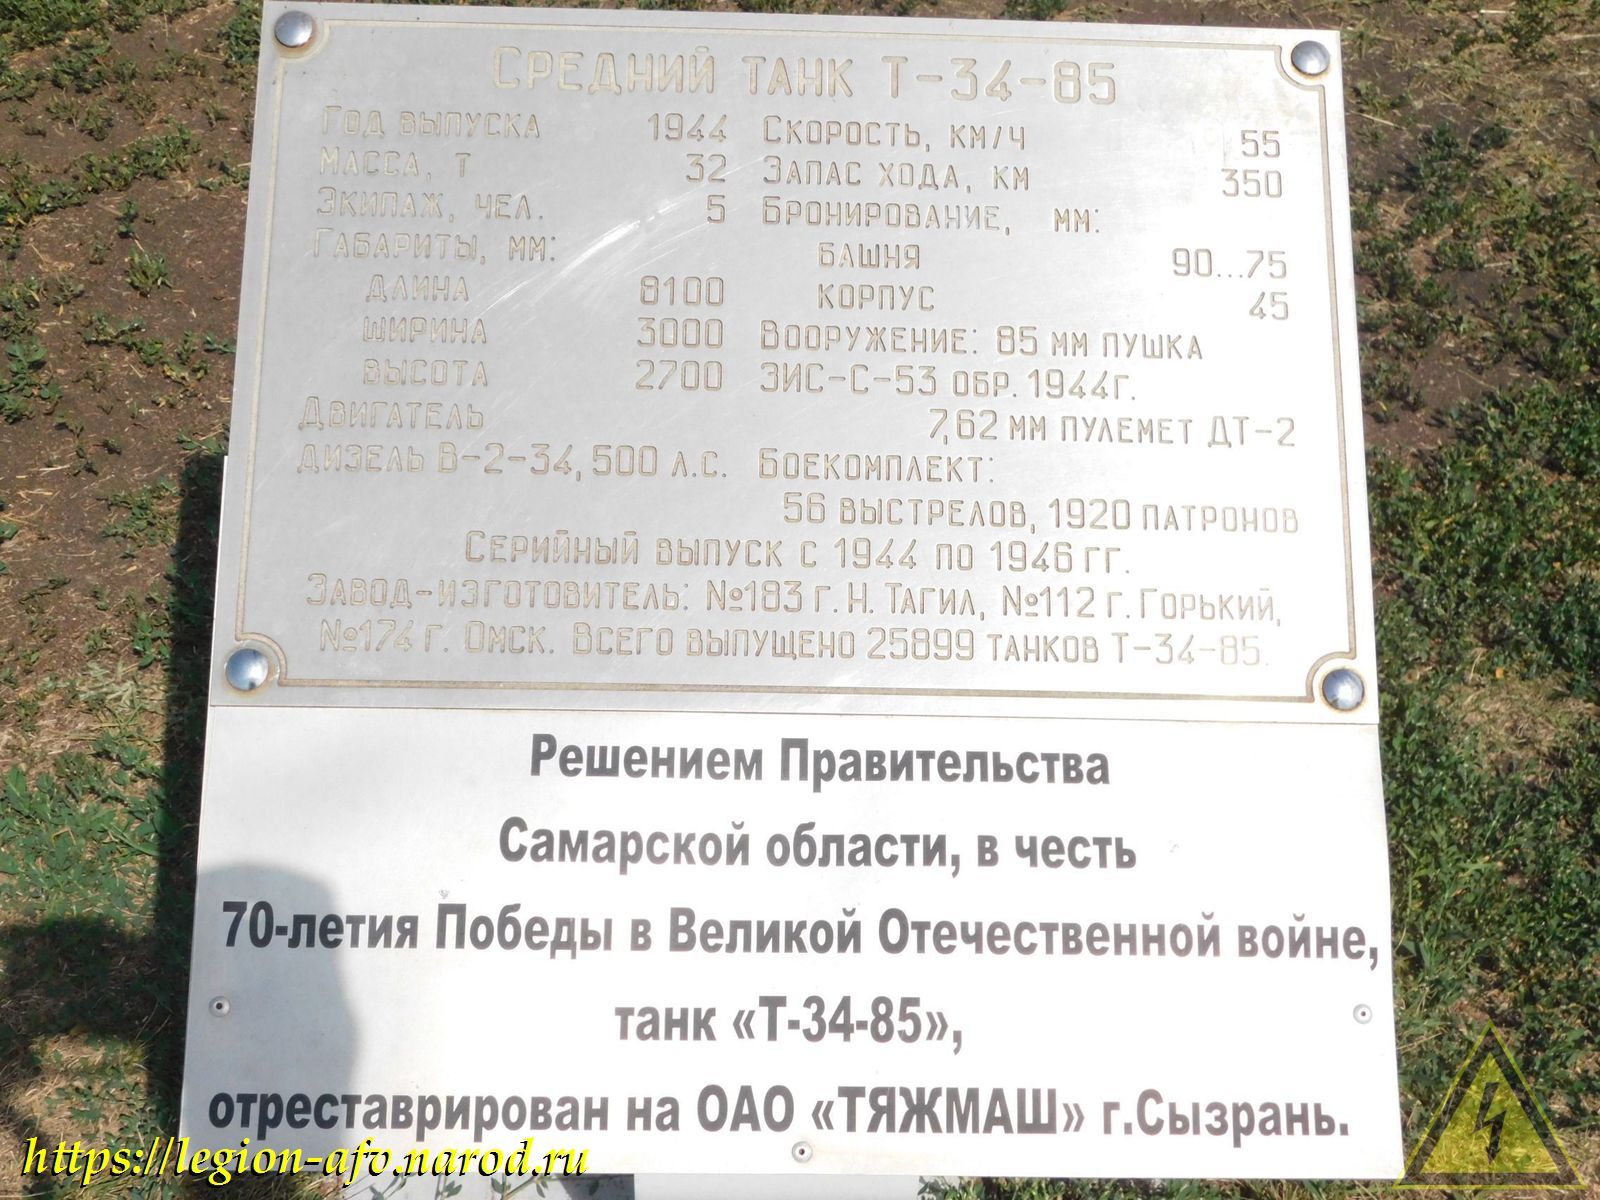 Средний танк Т-34-85
Год выпуска 1944
Масса, т 32
Экипаж, чел. 5
Габариты, мм:
длина 8100
ширина 3000
высота 2700
Двигатель
дизель В-2-34, 500 л.с.
Скорость, км/ч 55
Запас хода, км 350
Бронирование, мм:
башня 90...75
корпус 45
Вооружение: 85 мм пушка
ЗИС-С-53 обр. 1944г.
7,62 мм пулемет ДТ-2
Боекомплект:
56 выстрелов, 1920 патронов
Серийный выпуск с 1944 по 1946 гг.
Завод-изготовитель: №183 г. Н. Тагил, №112 г. Горький,
№174 г. Омск. Всего выпущено 25899 танков Т-34-85.
Решением Правительства
Самарской области, в честь
70-летия Победы в Великой Отечественной войне,
танк «Т-34-85»,
отреставрирован на ОАО «ТЯЖМАШ» г.Сызрань.
https://legion-afv.narod.ru